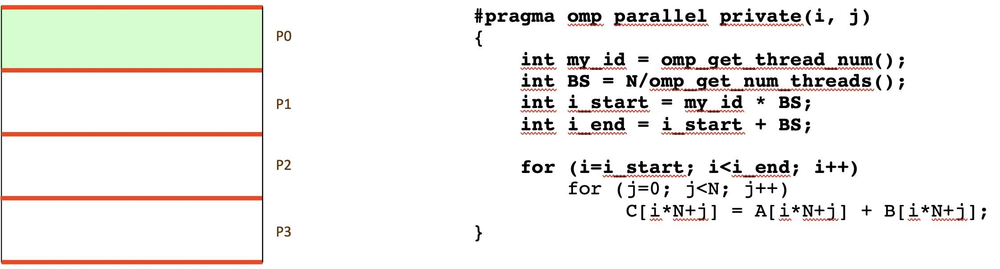 P0
P1
P2
P3
#pragma omp parallel private(i, j)
{
int my_id = omp_get_thread_num();
int BS = N/omp_get_num_threads();
int i_start = my_id * BS;
int i_end = i_start + BS;
for (i=i_start; i<i_end; i++)
for (j=0; j<N; j++)
C[i*N+j] = A[i*N+j] + B[i*N+j];
}